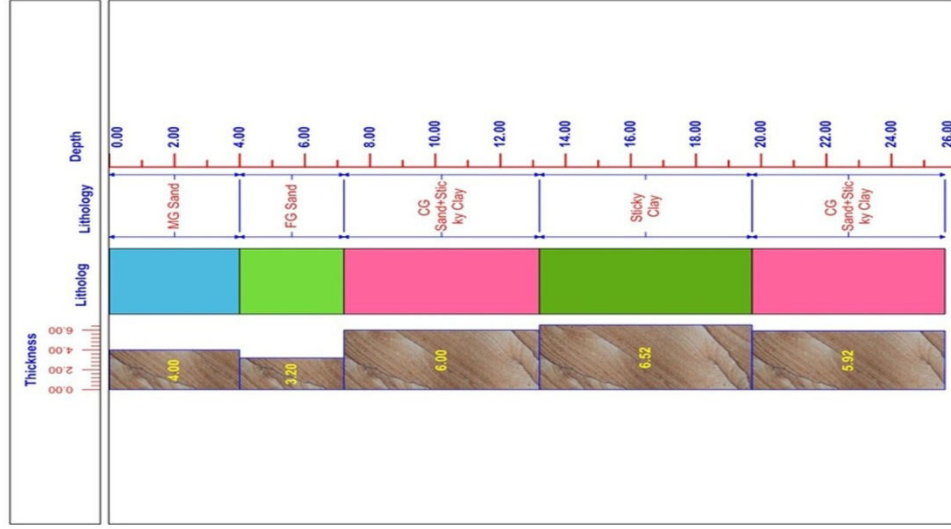 Thickness
Litholog
Lithology
Depth
0.00
2.00
4.00
6.00
0.00
2.00
4.00
6.00
8.00
10.00
12.00
14.00
16.00
18.00
20.00
22.00
24.00
26.00
MG Sand
FG Sand
CG
Sand+Stic
ky Clay
Sticky
Clay
CG
Sand+Stic
ky Clay
4.00
3.20
6.00
6.52
5.92